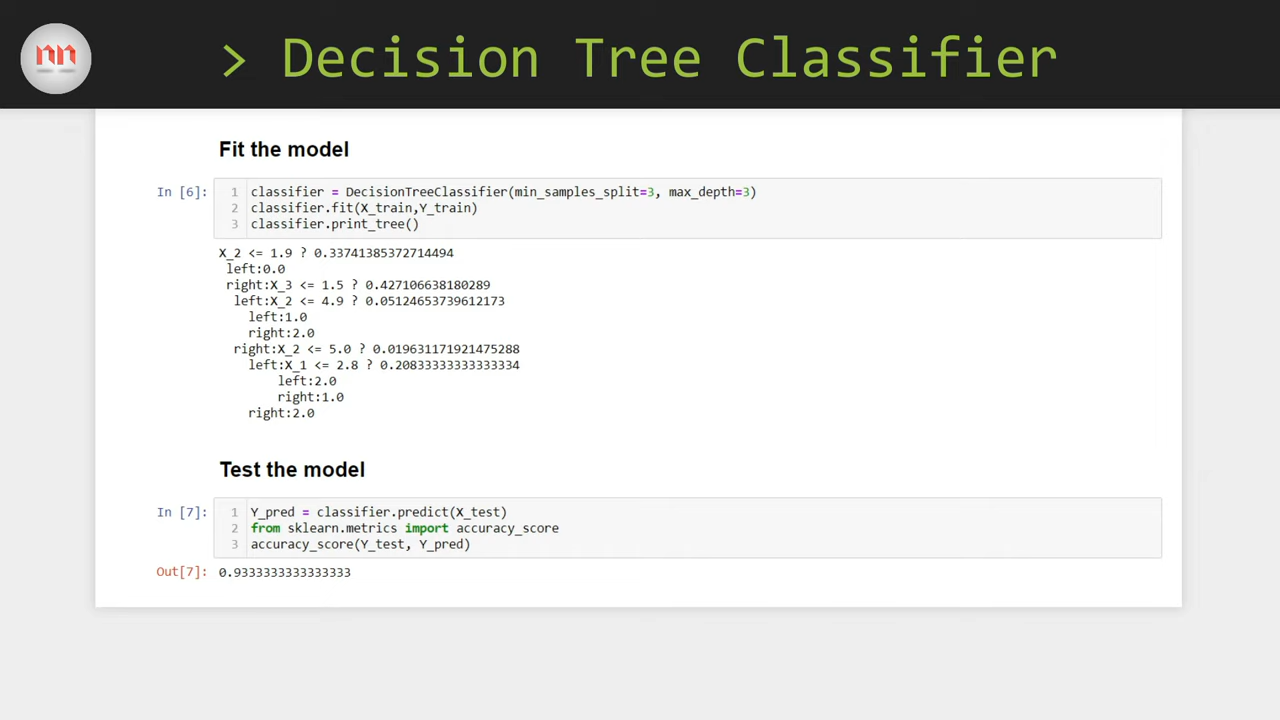 nn
> Decision Tree Classifier
Fit the model
In [6]:
1 classifier = DecisionTreeClassifier(min_samples_split=3, max_depth=3)
2 classifier.fit(X_train,Y_train)
3 classifier.print_tree()
X_2 <= 1.9 ? 0.33741385372714494
 left:0.0
 right:X_3 <= 1.5 ? 0.427106638180289
  left:X_2 <= 4.9 ? 0.05124653739612173
    left:1.0
    right:2.0
  right:X_2 <= 5.0 ? 0.019631171921475288
    left:X_1 <= 2.8 ? 0.20833333333333334
        left:2.0
        right:1.0
    right:2.0
Test the model
In [7]:
1 Y_pred = classifier.predict(X_test)
2 from sklearn.metrics import accuracy_score
3 accuracy_score(Y_test, Y_pred)
Out[7]: 0.9333333333333333